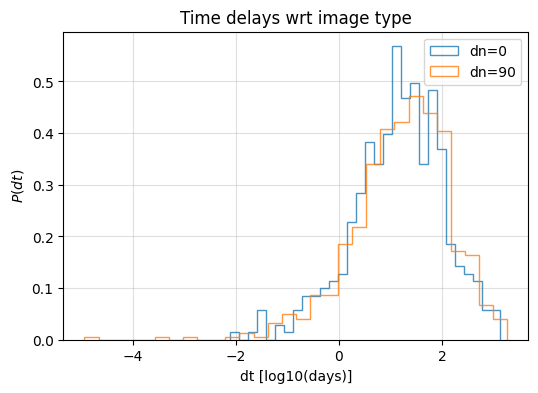 Time delays wrt image type
dn=0
dn=90
P(dt)
0.5
0.4
0.3
0.2
0.1
0.0
−4
−2
0
2
dt [log10(days)]